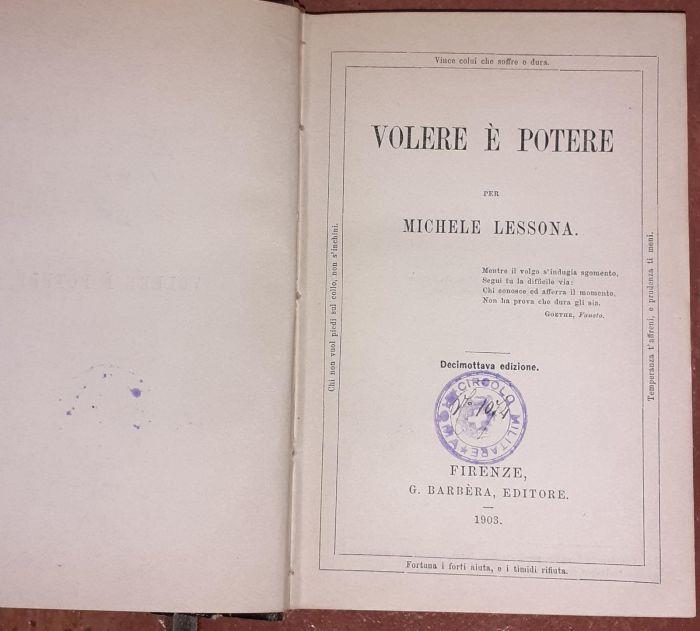 Vince colui che soffre e dura.
VOLERE È POTERE
PER
MICHELE LESSONA.
Mentre il volgo s'indugia sgomento,
Segui tu la difficile via:
Chi conosce ed afferra il momento,
Non ha prova che dura gli sia.
GOETHE, Fausto.
Decimottava edizione.
CIRCOLO MILITARE
No 1074
FIRENZE,
G. BARBÈRA, EDITORE.
1903.
Chi non vuol piedi sul collo, non s'inchini.
Temperanza t'affreni, e prudenza ti meni.
Fortuna i forti aiuta, e i timidi rifiuta.